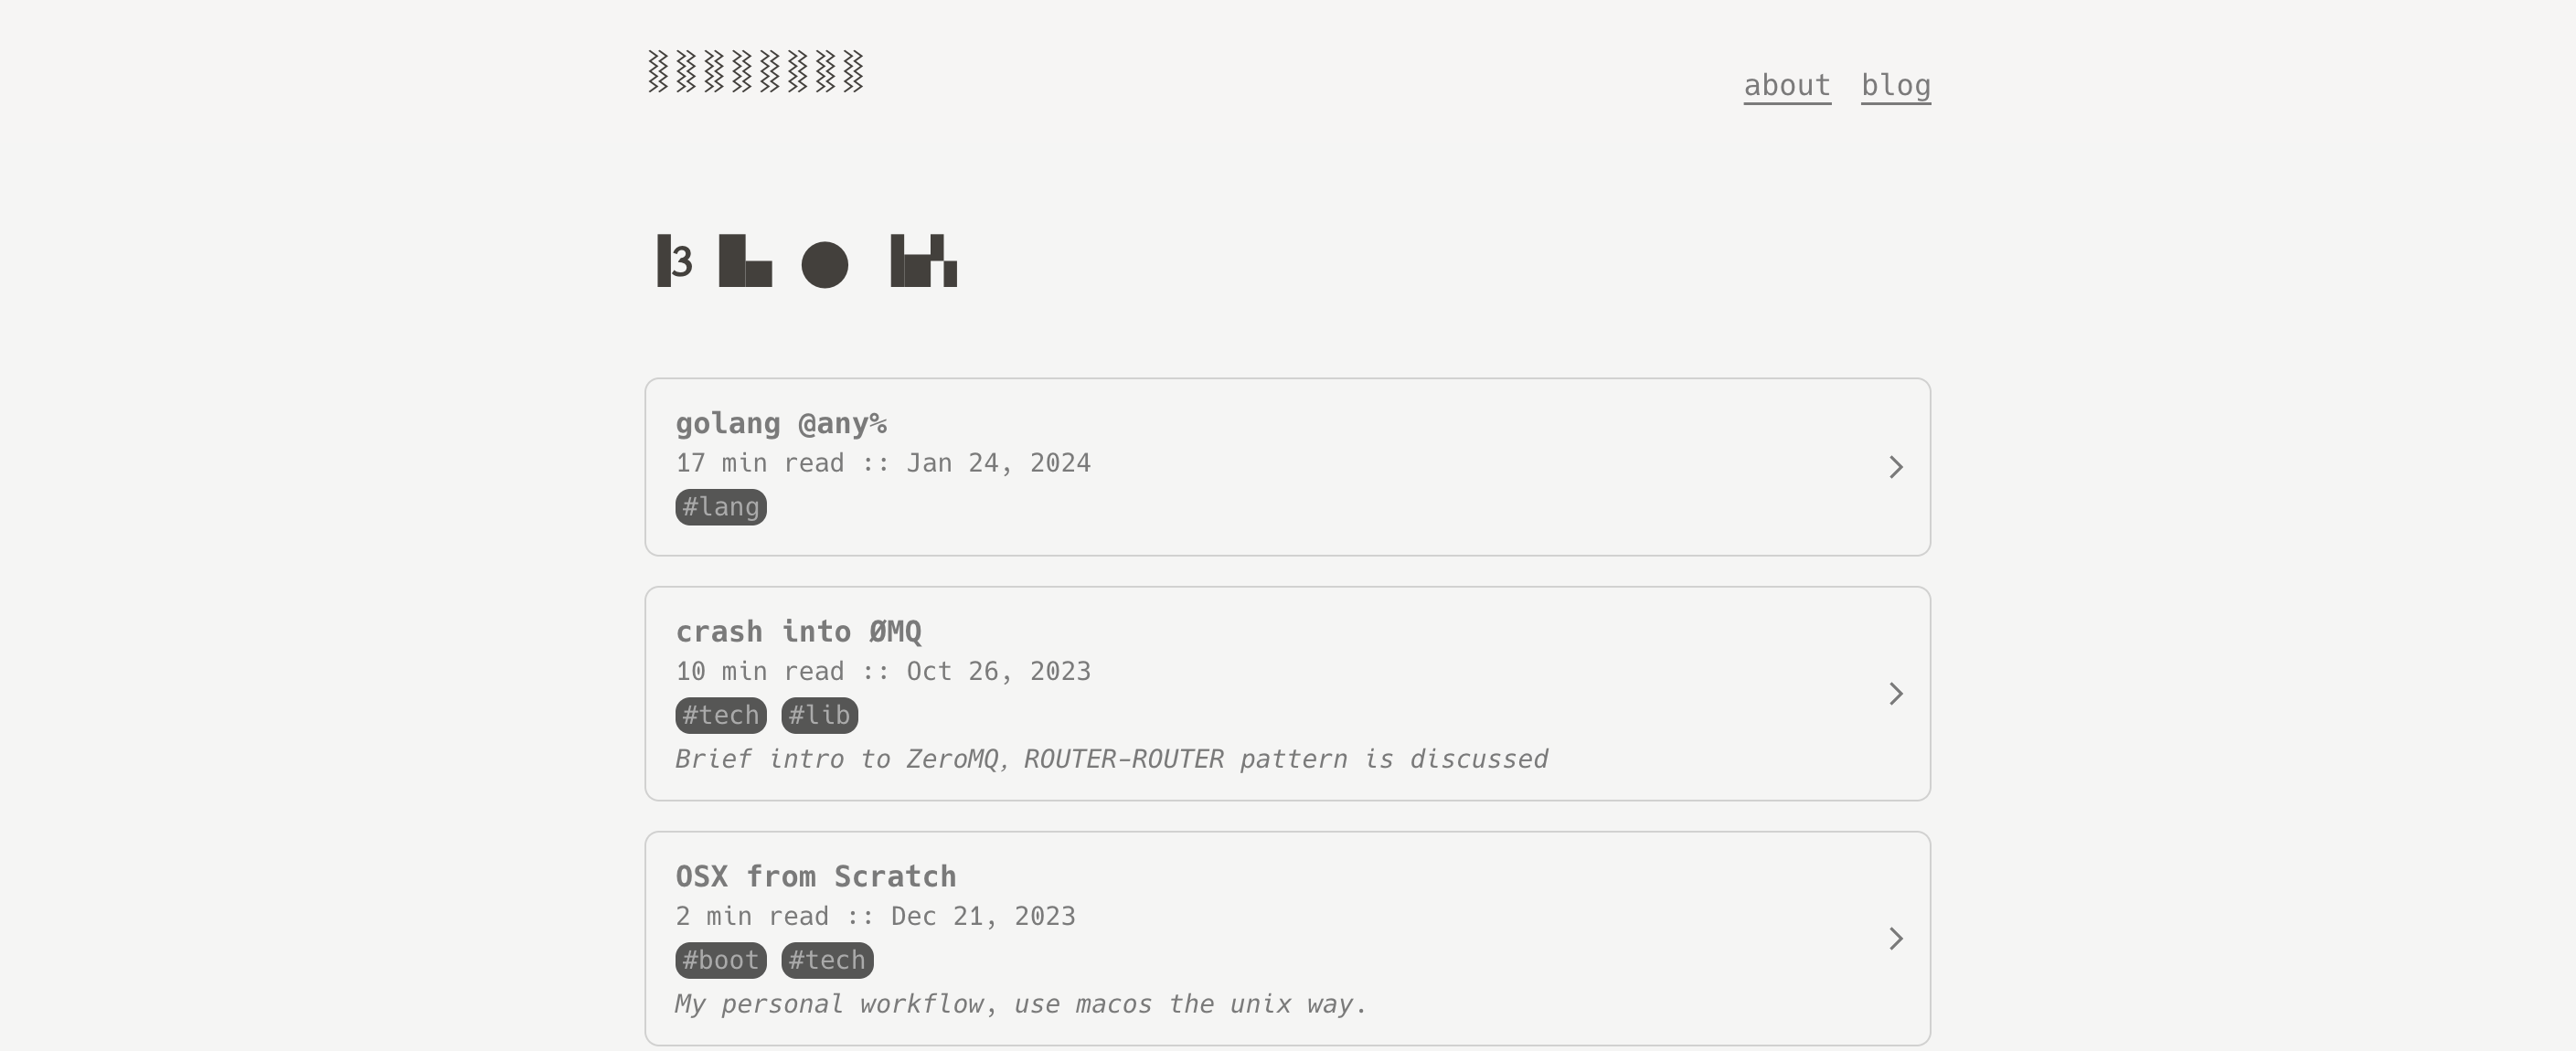 about blog
golang @any%
17 min read :: Jan 24, 2024
#lang
crash into ØMQ
10 min read :: Oct 26, 2023
#tech #lib
Brief intro to ZeroMQ, ROUTER-ROUTER pattern is discussed
OSX from Scratch
2 min read :: Dec 21, 2023
#boot #tech
My personal workflow, use macos the unix way.